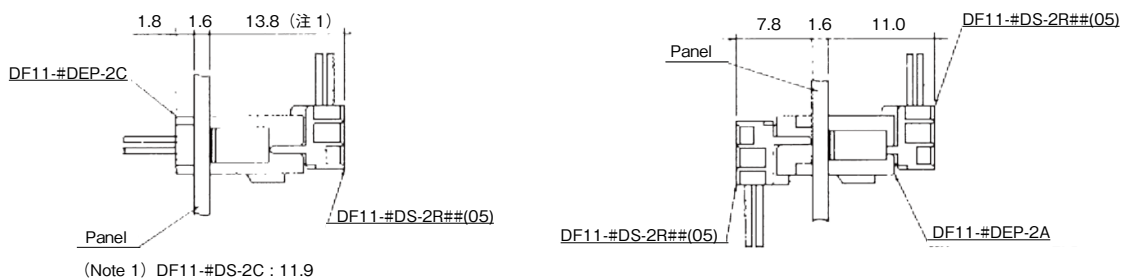 1.8 1.6 13.8（注 1）
DF11-#DEP-2C
DF11-#DS-2R##(05)
Panel
（Note 1）DF11-#DS-2C : 11.9
7.8 1.6 11.0
DF11-#DS-2R##(05)
Panel
DF11-#DS-2R##(05)
DF11-#DEP-2A